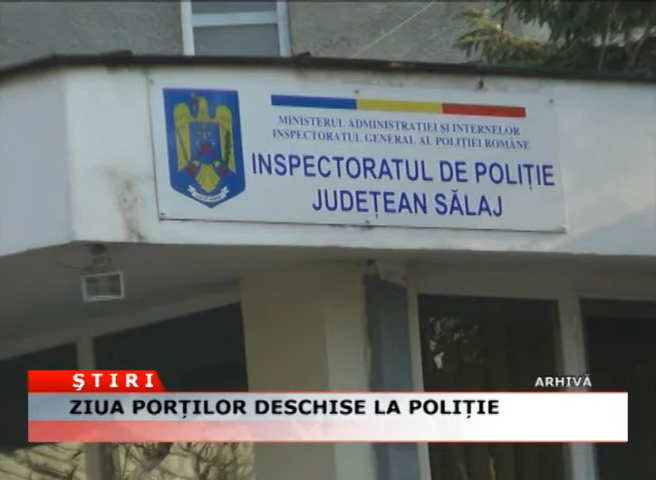 MINISTERUL ADMINISTRAȚIEI ȘI INTERNELOR
INSPECTORATUL GENERAL AL POLIȚIEI ROMÂNE
INSPECTORATUL DE POLIȚIE
JUDEȚEAN SĂLAJ
ȘTIRI
ARHIVĂ
ZIUA PORȚILOR DESCHISE LA POLIȚIE